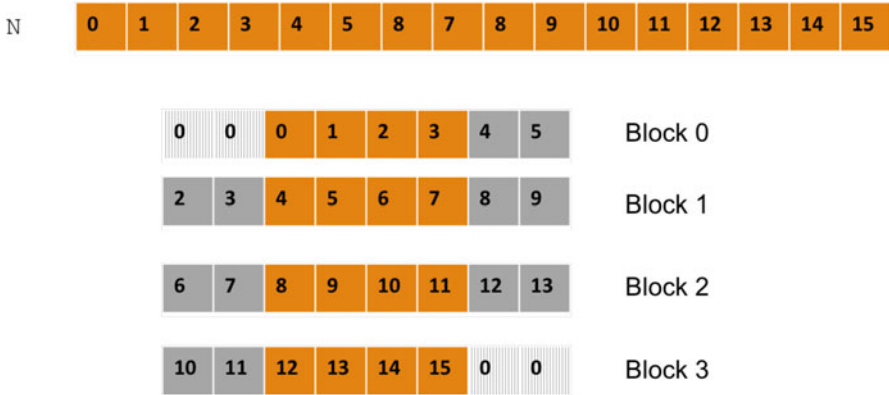 N 0 1 2 3 4 5 8 7 8 9 10 11 12 13 14 15
0 0 0 1 2 3 4 5 Block 0
2 3 4 5 6 7 8 9 Block 1
6 7 8 9 10 11 12 13 Block 2
10 11 12 13 14 15 0 0 Block 3